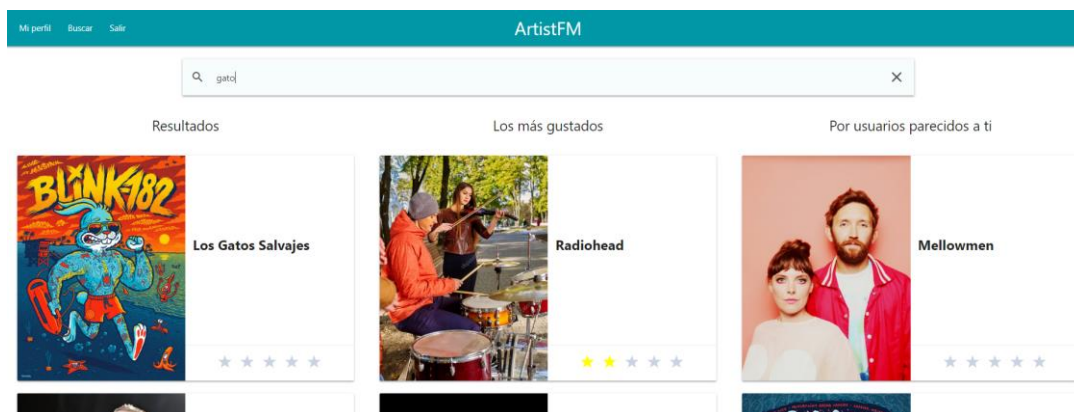 Mi perfil Buscar Salir ArtistFM
gato
Resultados Los más gustados Por usuarios parecidos a ti
BLINK-182
Los Gatos Salvajes Radiohead Mellowmen